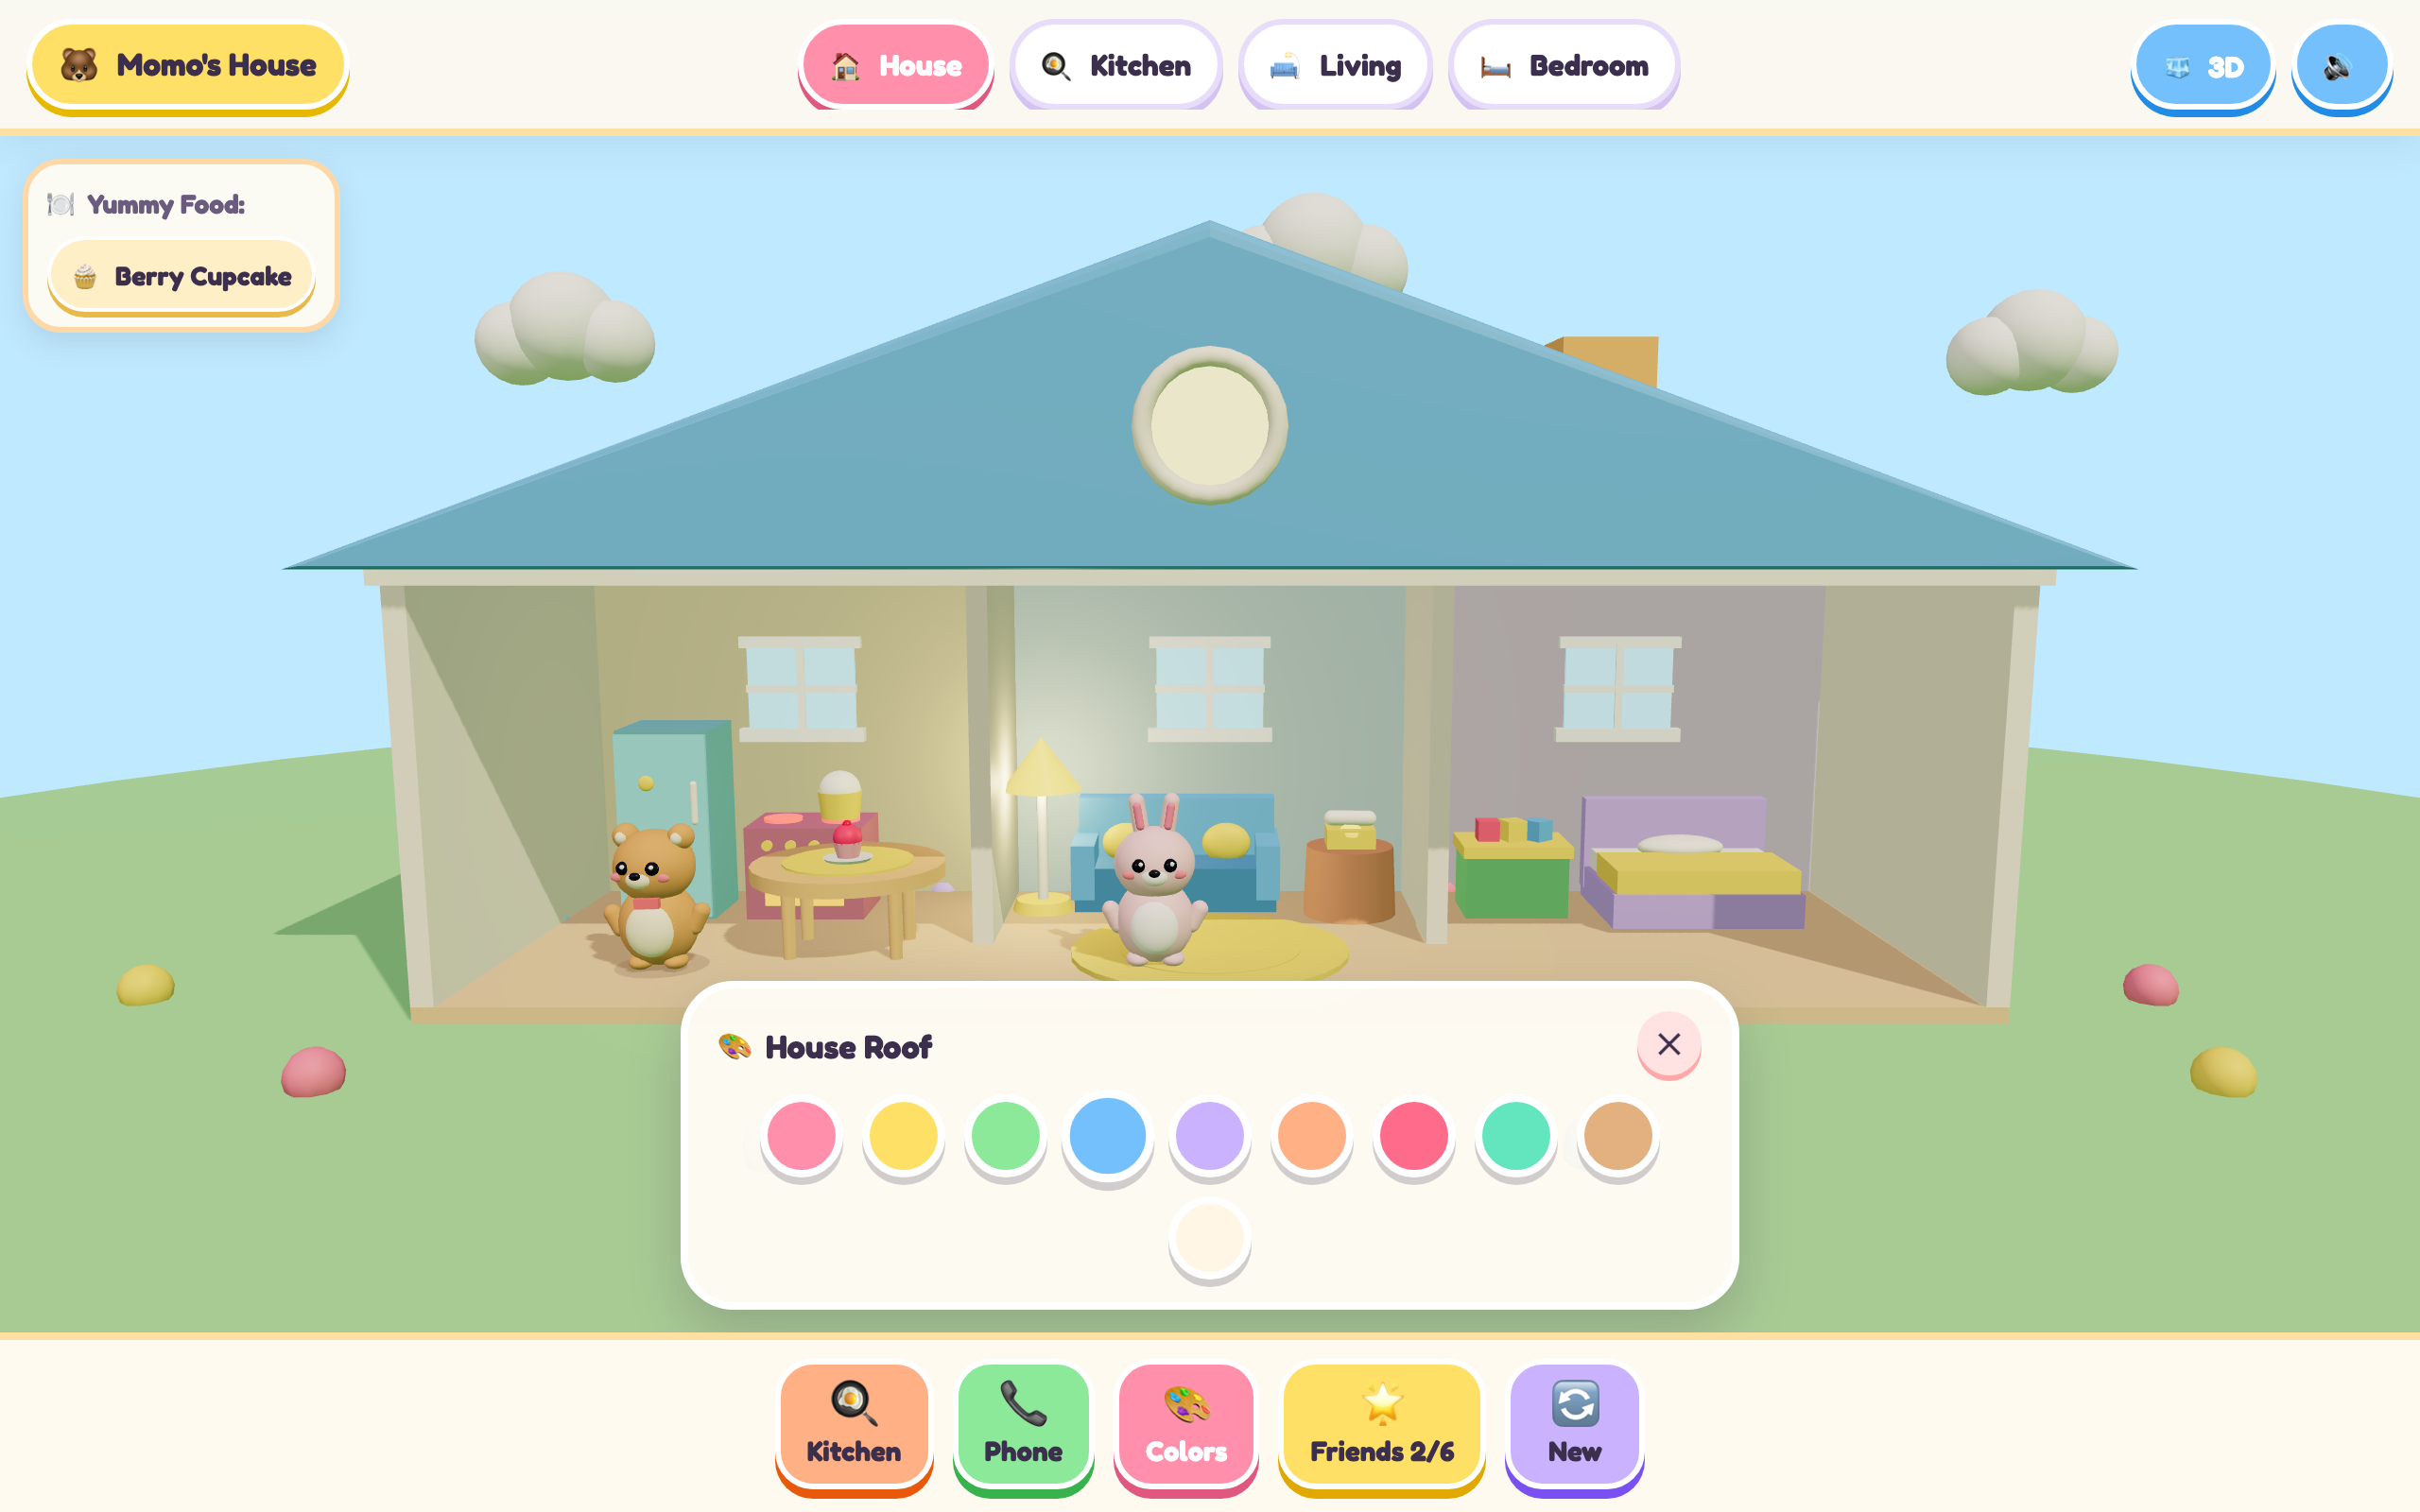 Momo's House
House
Kitchen
Living
Bedroom
3D
Yummy Food:
Berry Cupcake
House Roof
Kitchen
Phone
Colors
Friends 2/6
New